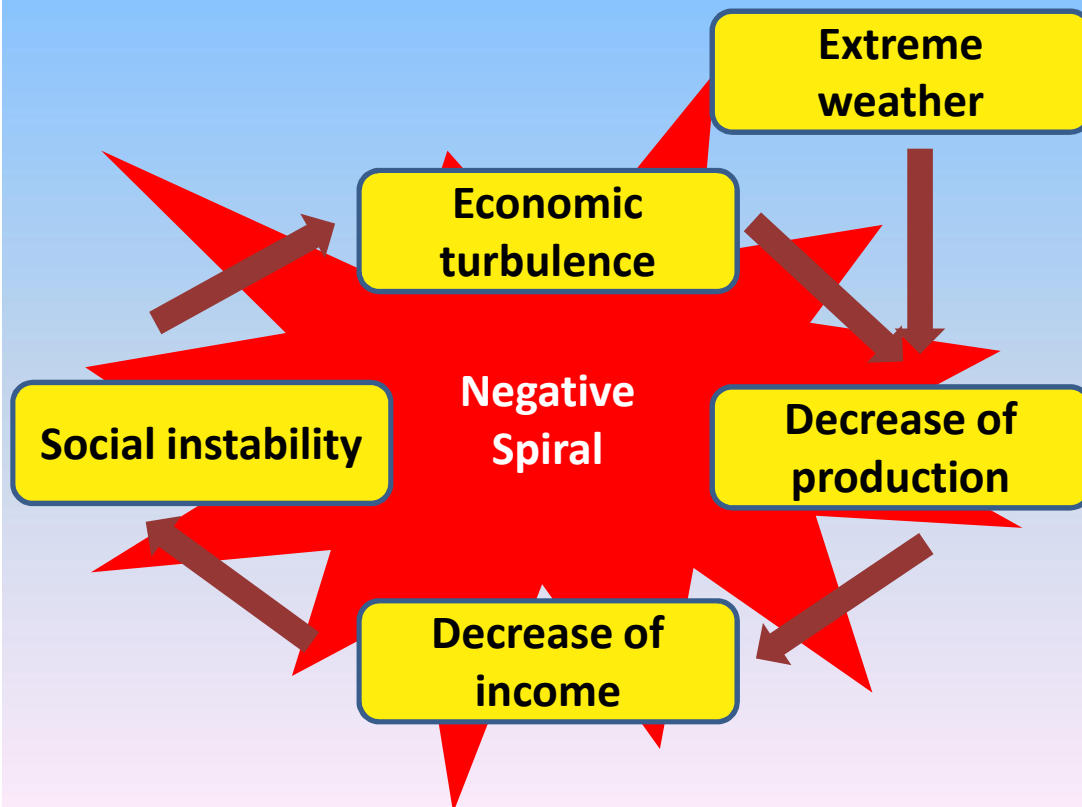 Extreme
weather
Economic
turbulence
Negative
Spiral
Social instability
Decrease of
production
Decrease of
income